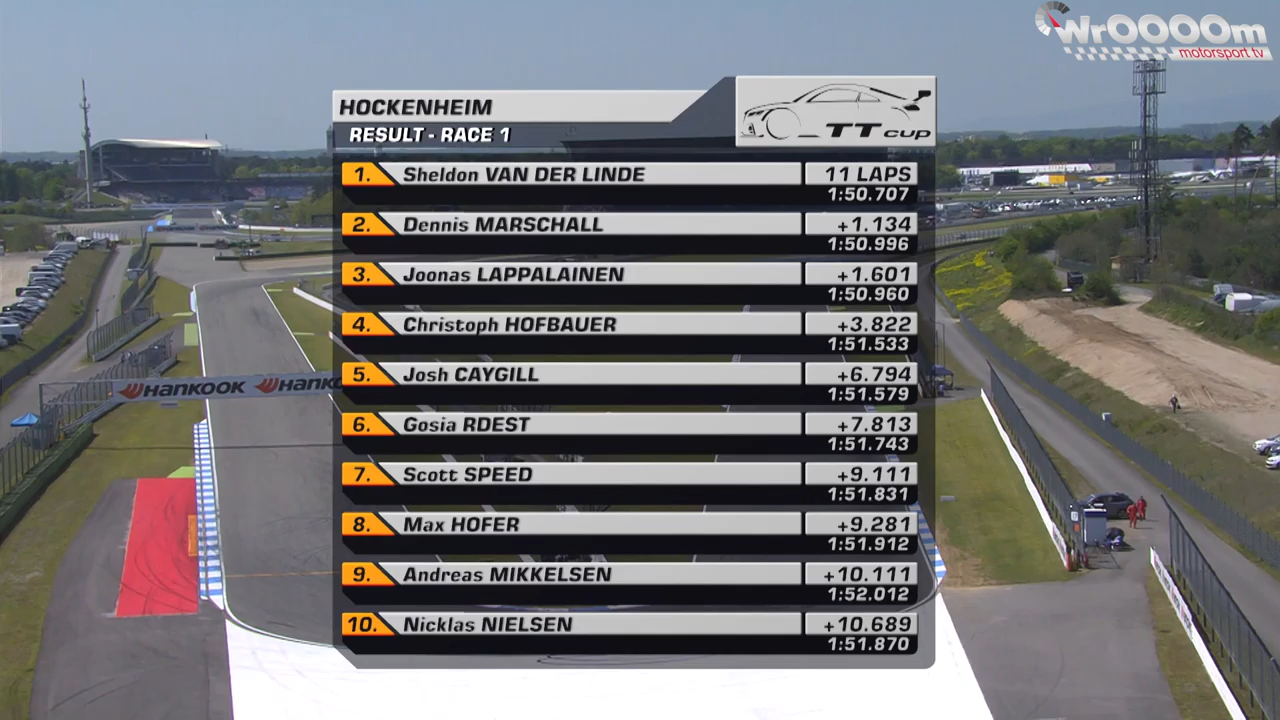 WrOOOOm
motorsport tv
HOCKENHEIM
RESULT - RACE 1
TT cup
1. Sheldon VAN DER LINDE 11 LAPS
1:50.707
2. Dennis MARSCHALL +1.134
1:50.996
3. Joonas LAPPALAINEN +1.601
1:50.960
4. Christoph HOFBAUER +3.822
1:51.533
5. Josh CAYGILL +6.794
1:51.579
6. Gosia RDEST +7.813
1:51.743
7. Scott SPEED +9.111
1:51.831
8. Max HOFER +9.281
1:51.912
9. Andreas MIKKELSEN +10.111
1:52.012
10. Nicklas NIELSEN +10.689
1:51.870
HANKOOK HANKO